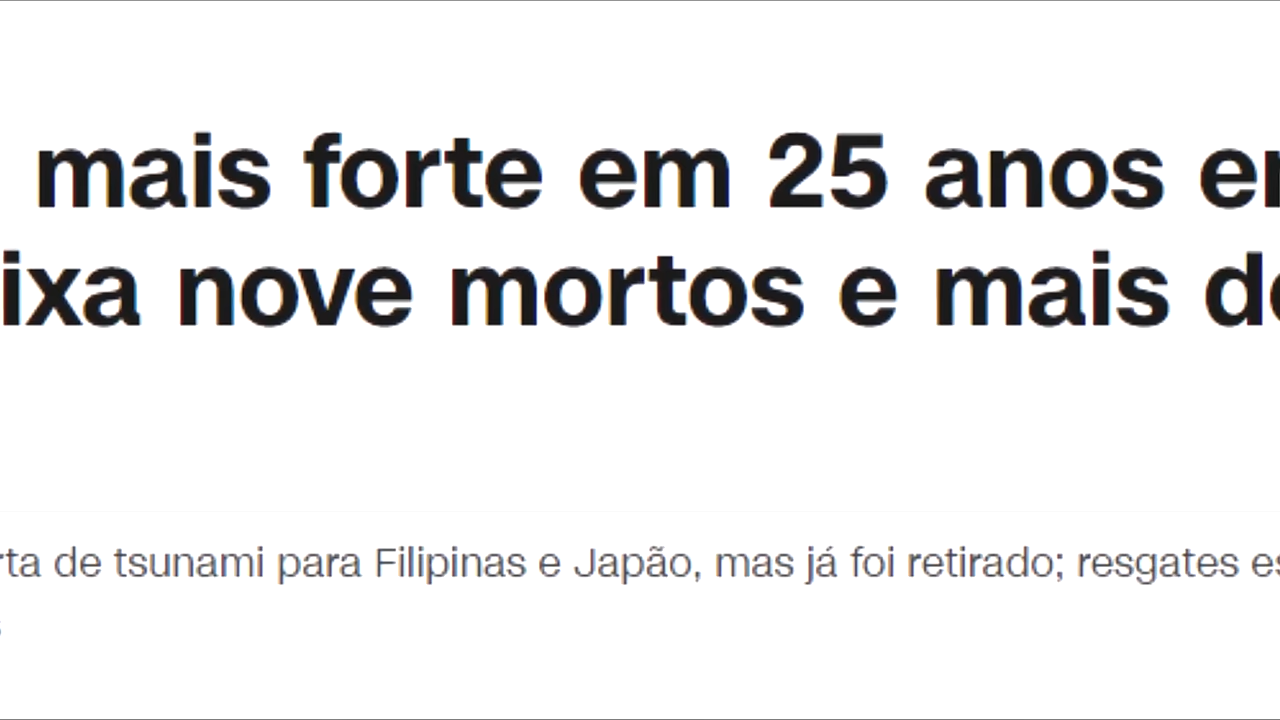 mais forte em 25 anos
nove mortos e mais
de tsunami para Filipinas e Japão, mas já foi retirado; resgates